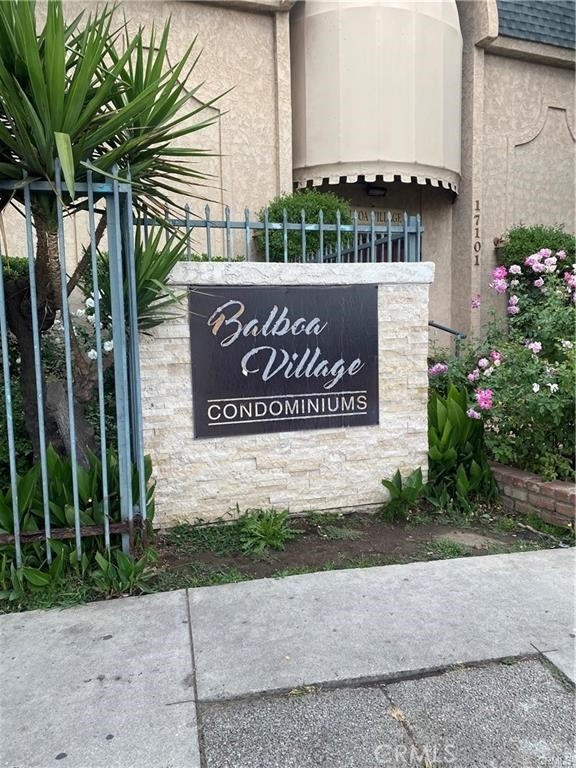 Balboa
Village
CONDOMINIUMS
17101
CRMLS